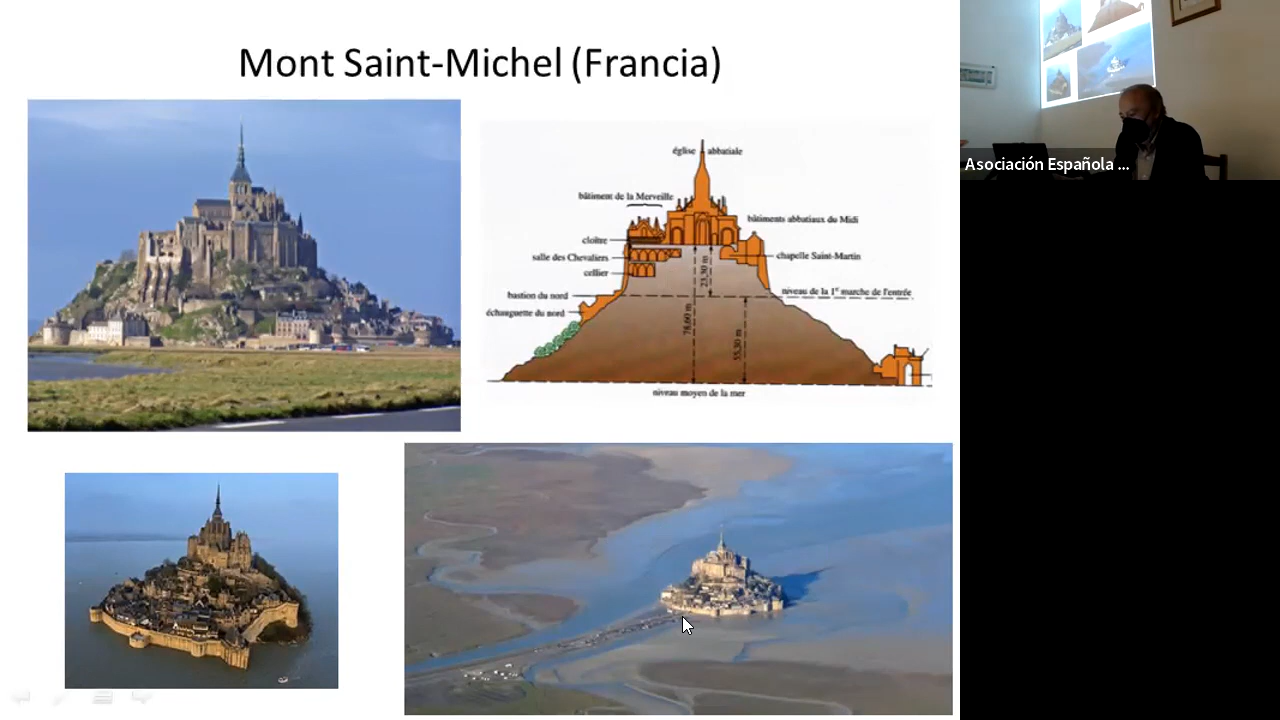 Mont Saint-Michel (Francia)
église abbatiale
bâtiment de la Merveille
bâtiments abbatiaux du Midi
cloître
salle des Chevaliers
chapelle Saint-Martin
cellier
niveau de la 1e marche de l'entrée
bastion du nord
échauguette du nord
23,30 m
78,60 m
55,30 m
niveau moyen de la mer
Asociación Española ...